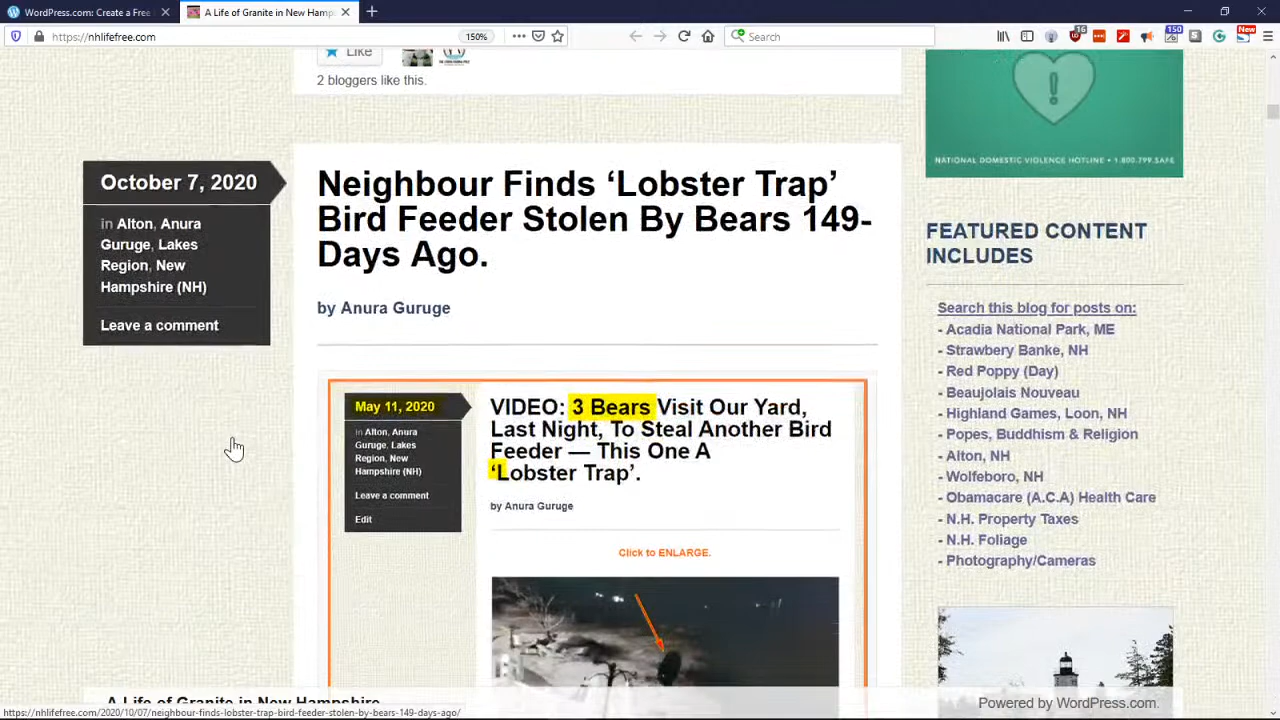 WordPress.com: Create a Free
A Life of Granite in New Hamps
https://nhlifefree.com
150%
Search
16
150
New
Like
2 bloggers like this.
NATIONAL DOMESTIC VIOLENCE HOTLINE • 1.800.799.SAFE
October 7, 2020
in Alton, Anura
Guruge, Lakes
Region, New
Hampshire (NH)
Leave a comment
Neighbour Finds ‘Lobster Trap’
Bird Feeder Stolen By Bears 149-
Days Ago.
by Anura Guruge
May 11, 2020
in Alton, Anura
Guruge, Lakes
Region, New
Hampshire (NH)
Leave a comment
Edit
VIDEO: 3 Bears Visit Our Yard,
Last Night, To Steal Another Bird
Feeder — This One A
‘Lobster Trap’.
by Anura Guruge
Click to ENLARGE.
FEATURED CONTENT
INCLUDES
Search this blog for posts on:
- Acadia National Park, ME
- Strawbery Banke, NH
- Red Poppy (Day)
- Beaujolais Nouveau
- Highland Games, Loon, NH
- Popes, Buddhism & Religion
- Alton, NH
- Wolfeboro, NH
- Obamacare (A.C.A) Health Care
- N.H. Property Taxes
- N.H. Foliage
- Photography/Cameras
A Life of Granite in New Hampshire
Powered by WordPress.com.
https://nhlifefree.com/2020/10/07/neighbour-finds-lobster-trap-bird-feeder-stolen-by-bears-149-days-ago/